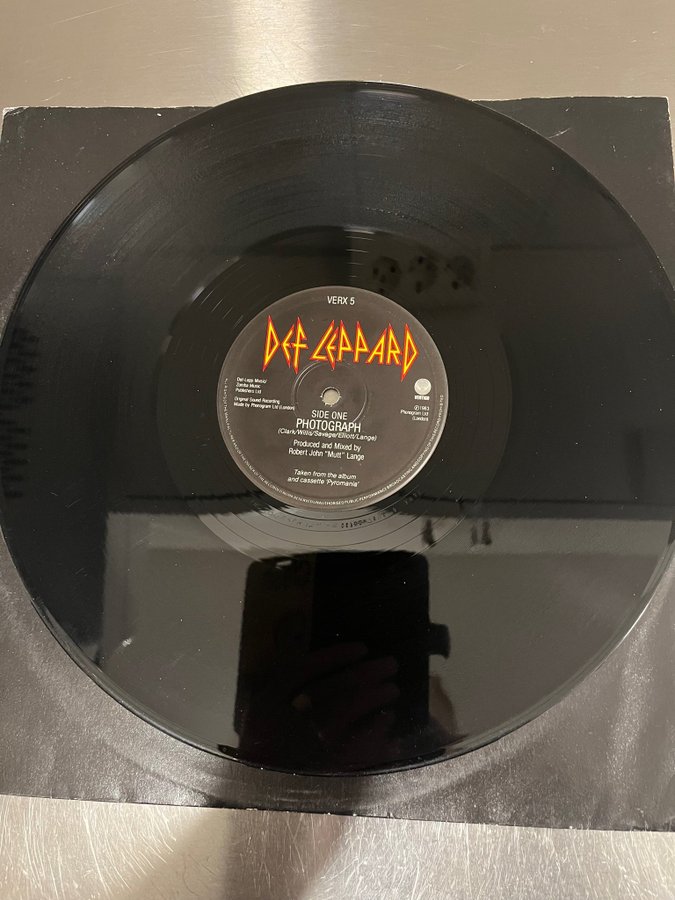 VERX 5
DEF LEPPARD
Def-Lepp Music/
Zomba Music
Publishers Ltd
Original Sound Recording
Made by Phonogram Ltd (London)
VERTIGO
℗ 1983
Phonogram Ltd
(London)
SIDE ONE
PHOTOGRAPH
(Clark/Willis/Savage/Elliott/Lange)
Produced and Mixed by
Robert John "Mutt" Lange
Taken from the album
and cassette 'Pyromania'